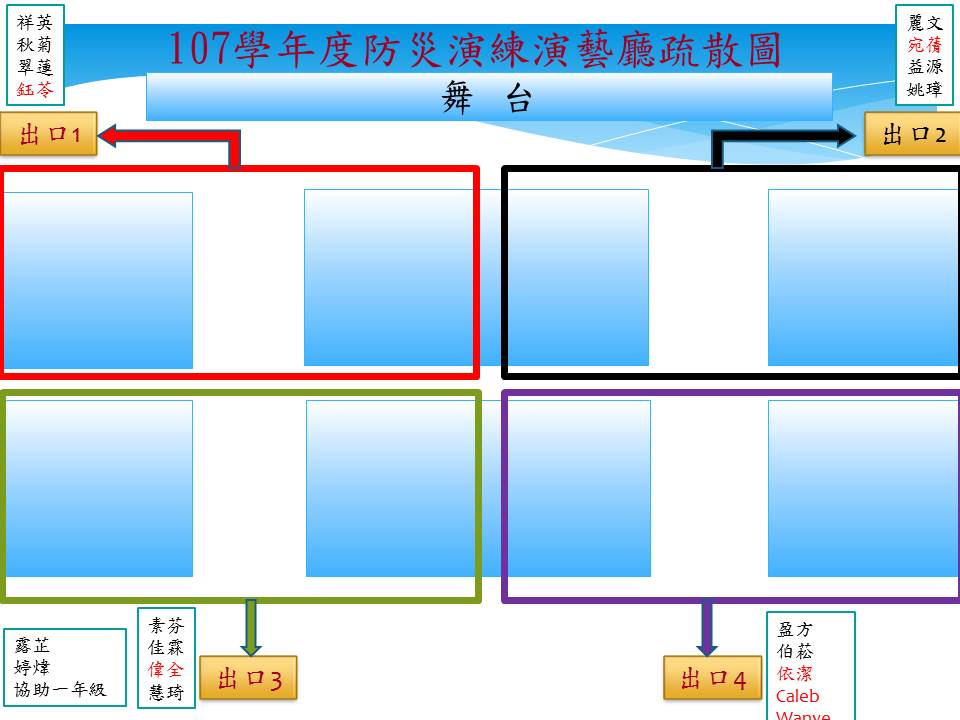 祥英
秋菊
翠蓮
鈺苓
麗文
宛蒨
益源
姚璋
107學年度防災演練演藝廳疏散圖
舞 台
出口1
出口2
露芷
婷煒
協助一年級
素芬
佳霖
偉全
慧琦
出口3
出口4
盈方
伯菘
依潔
Caleb
Wanye